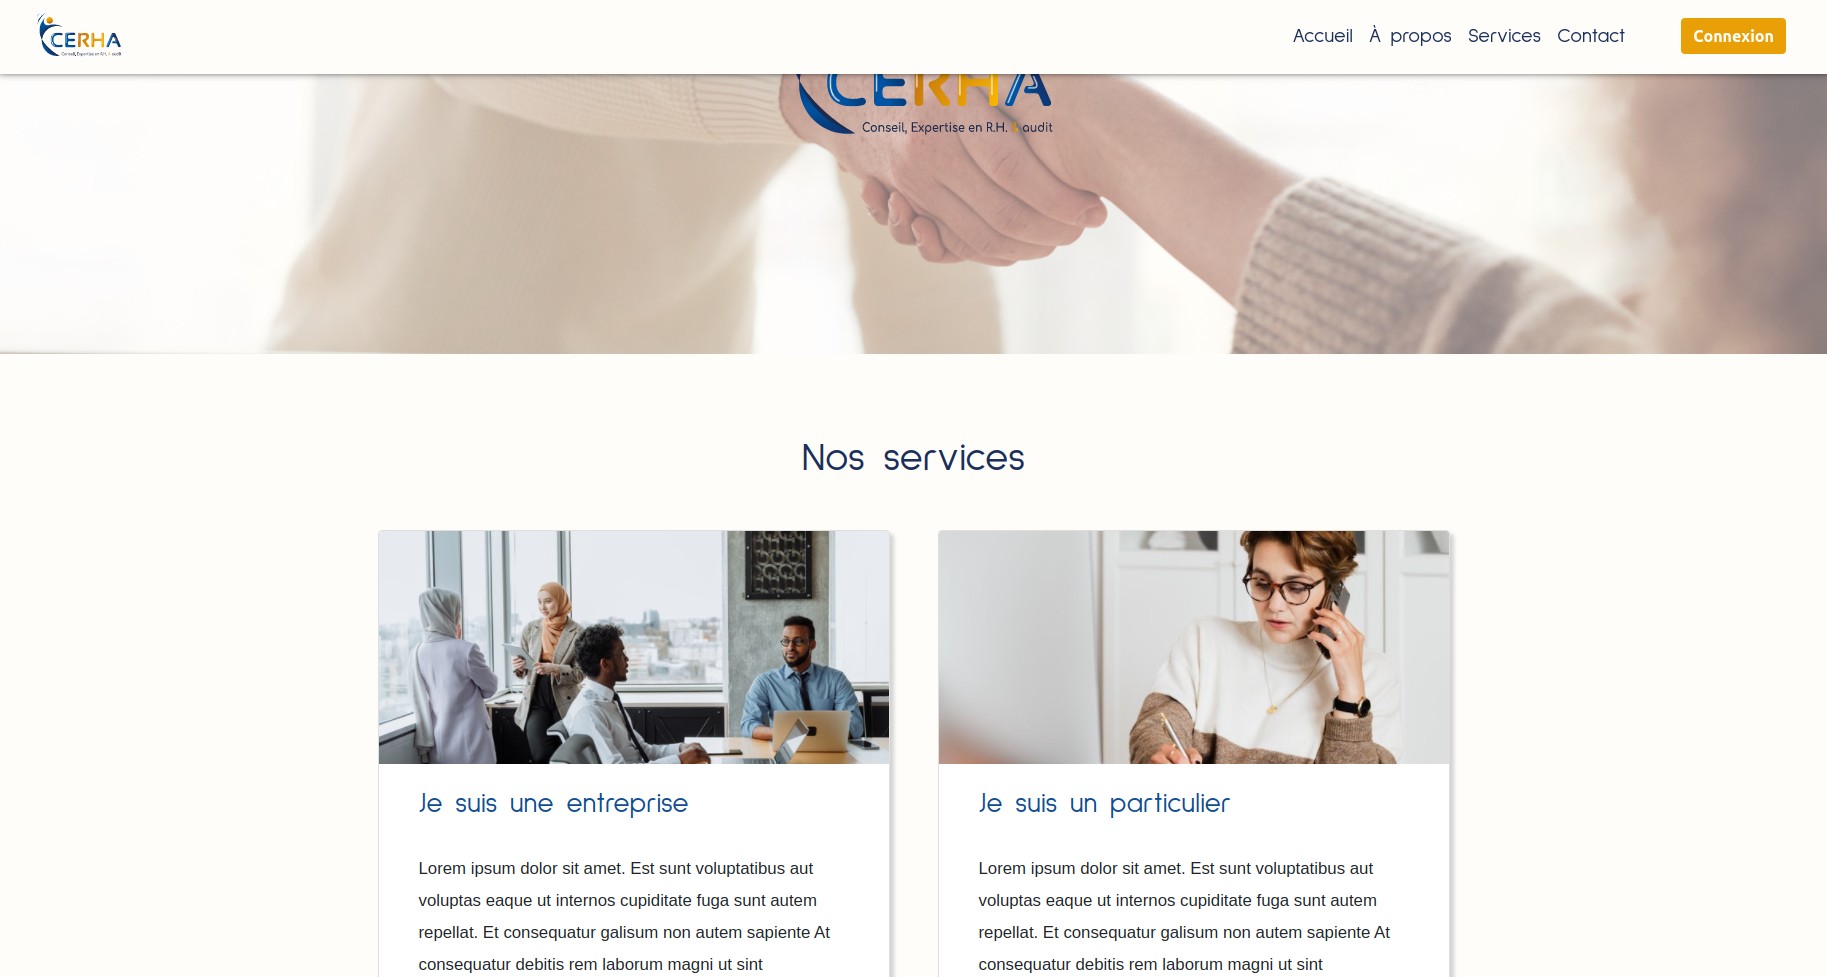 CERHA
Conseil, Expertise en R.H. & audit
Accueil À propos Services Contact
Connexion
CERHA
Conseil, Expertise en R.H. & audit
Nos services
Je suis une entreprise
Lorem ipsum dolor sit amet. Est sunt voluptatibus aut
voluptas eaque ut internos cupiditate fuga sunt autem
repellat. Et consequatur galisum non autem sapiente At
consequatur debitis rem laborum magni ut sint
Je suis un particulier
Lorem ipsum dolor sit amet. Est sunt voluptatibus aut
voluptas eaque ut internos cupiditate fuga sunt autem
repellat. Et consequatur galisum non autem sapiente At
consequatur debitis rem laborum magni ut sint